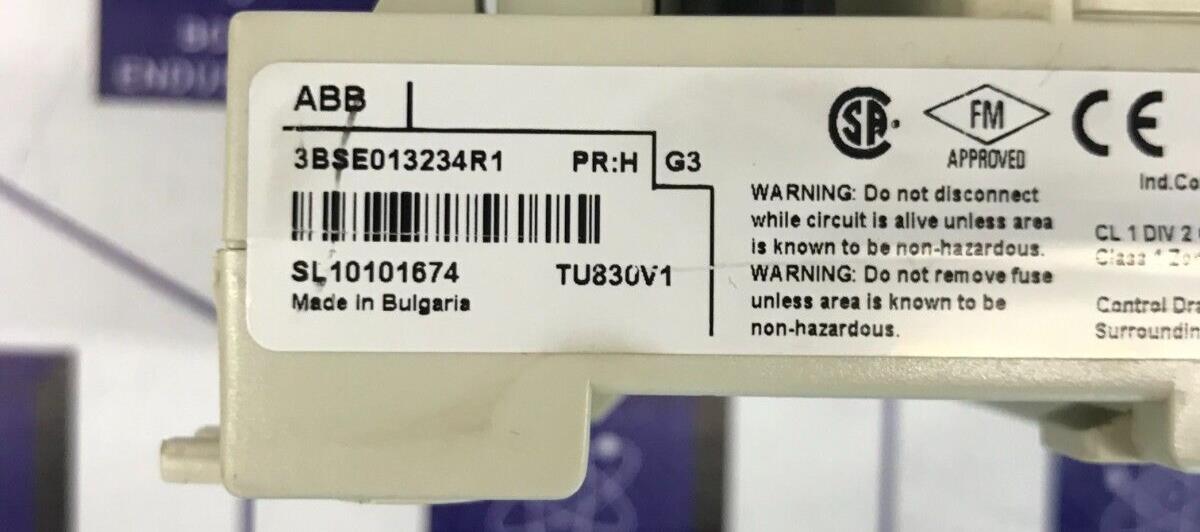 ABB
3BSE013234R1 PR:H G3
SL10101674 TU830V1
Made in Bulgaria
SA
FM
APPROVED
CE
WARNING: Do not disconnect
while circuit is alive unless area
is known to be non-hazardous.
WARNING: Do not remove fuse
unless area is known to be
non-hazardous.
CL 1 DIV 2
Class
Control